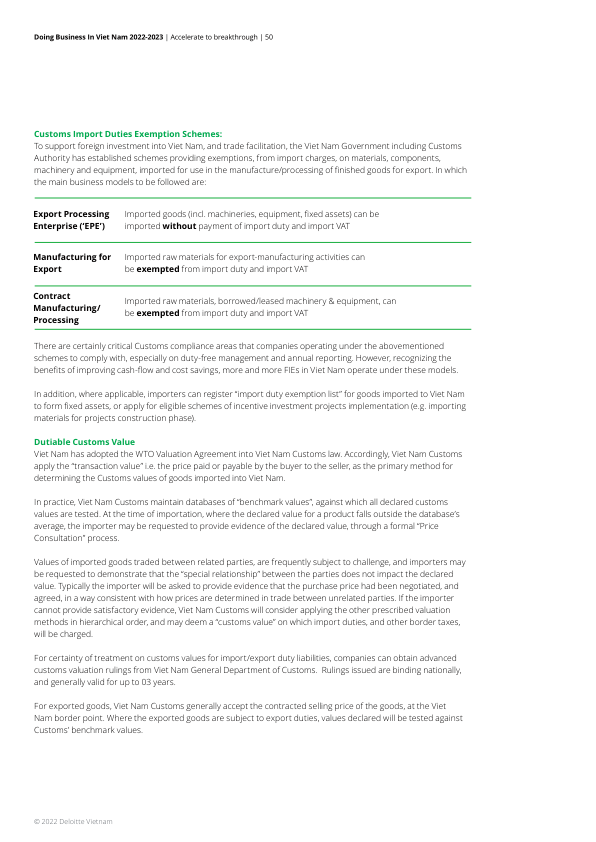 Doing Business In Viet Nam 2022-2023 | Accelerate to breakthrough | 50
Customs Import Duties Exemption Schemes:
To support foreign investment into Viet Nam, and trade facilitation, the Viet Nam Government including Customs
Authority has established schemes providing exemptions, from import charges, on materials, components,
machinery and equipment, imported for use in the manufacture/processing of finished goods for export. In which
the main business models to be followed are:
Export Processing
Enterprise (‘EPE’)
Imported goods (incl. machineries, equipment, fixed assets) can be
imported without payment of import duty and import VAT
Manufacturing for
Export
Imported raw materials for export-manufacturing activities can
be exempted from import duty and import VAT
Contract
Manufacturing/
Processing
Imported raw materials, borrowed/leased machinery & equipment, can
be exempted from import duty and import VAT
There are certainly critical Customs compliance areas that companies operating under the abovementioned
schemes to comply with, especially on duty-free management and annual reporting. However, recognizing the
benefits of improving cash-flow and cost savings, more and more FIEs in Viet Nam operate under these models.
In addition, where applicable, importers can register “import duty exemption list” for goods imported to Viet Nam
to form fixed assets, or apply for eligible schemes of incentive investment projects implementation (e.g. importing
materials for projects construction phase).
Dutiable Customs Value
Viet Nam has adopted the WTO Valuation Agreement into Viet Nam Customs law. Accordingly, Viet Nam Customs
apply the “transaction value” i.e. the price paid or payable by the buyer to the seller, as the primary method for
determining the Customs values of goods imported into Viet Nam.
In practice, Viet Nam Customs maintain databases of “benchmark values”, against which all declared customs
values are tested. At the time of importation, where the declared value for a product falls outside the database’s
average, the importer may be requested to provide evidence of the declared value, through a formal “Price
Consultation” process.
Values of imported goods traded between related parties, are frequently subject to challenge, and importers may
be requested to demonstrate that the “special relationship” between the parties does not impact the declared
value. Typically the importer will be asked to provide evidence that the purchase price had been negotiated, and
agreed, in a way consistent with how prices are determined in trade between unrelated parties. If the importer
cannot provide satisfactory evidence, Viet Nam Customs will consider applying the other prescribed valuation
methods in hierarchical order, and may deem a “customs value” on which import duties, and other border taxes,
will be charged.
For certainty of treatment on customs values for import/export duty liabilities, companies can obtain advanced
customs valuation rulings from Viet Nam General Department of Customs. Rulings issued are binding nationally,
and generally valid for up to 03 years.
For exported goods, Viet Nam Customs generally accept the contracted selling price of the goods, at the Viet
Nam border point. Where the exported goods are subject to export duties, values declared will be tested against
Customs’ benchmark values.
© 2022 Deloitte Vietnam